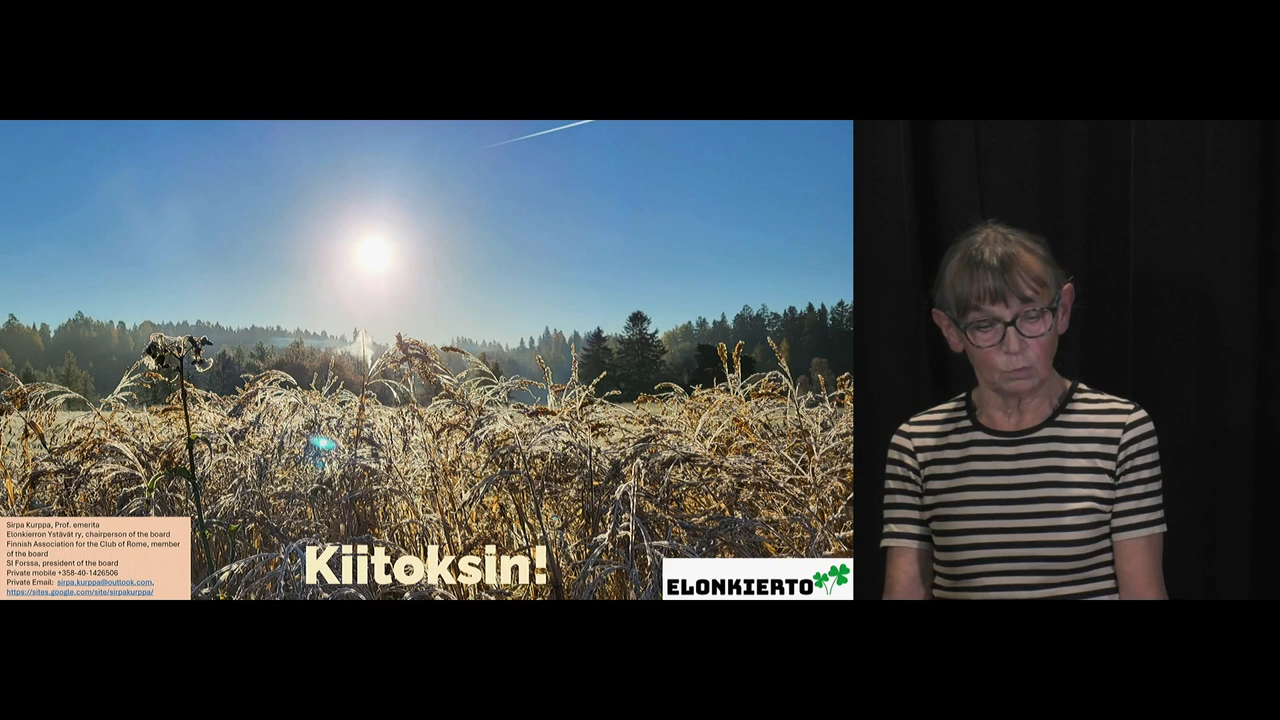 Sirpa Kurppa, Prof. emerita
Elonkierron Ystävät ry, chairperson of the board
Finnish Association for the Club of Rome, member
of the board
SI Forssa, president of the board
Private mobile +358-40-1426506
Private Email: sirpa.kurppa@outlook.com,
https://sites.google.com/site/sirpakurppa/
Kiitoksin!
ELONKIERTO